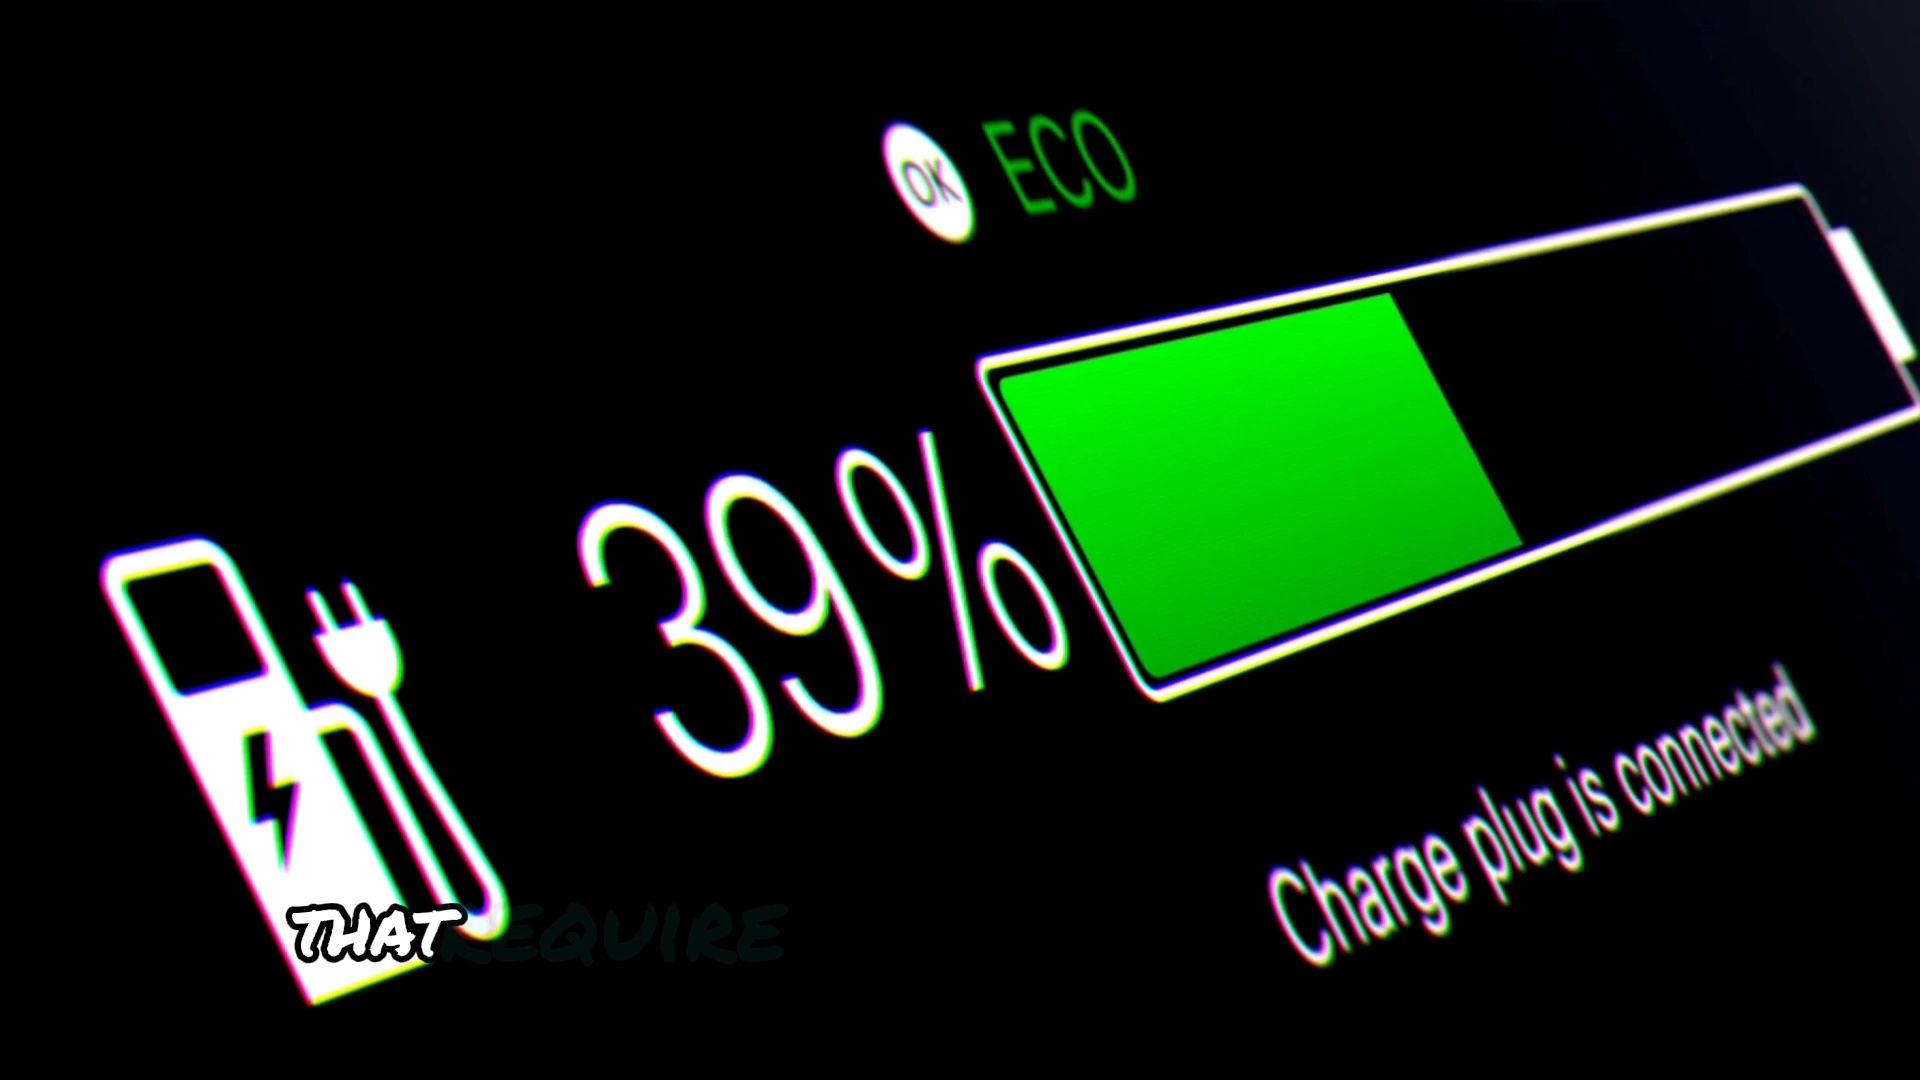 OK ECO
39%
Charge plug is connected
THAT REQUIRE